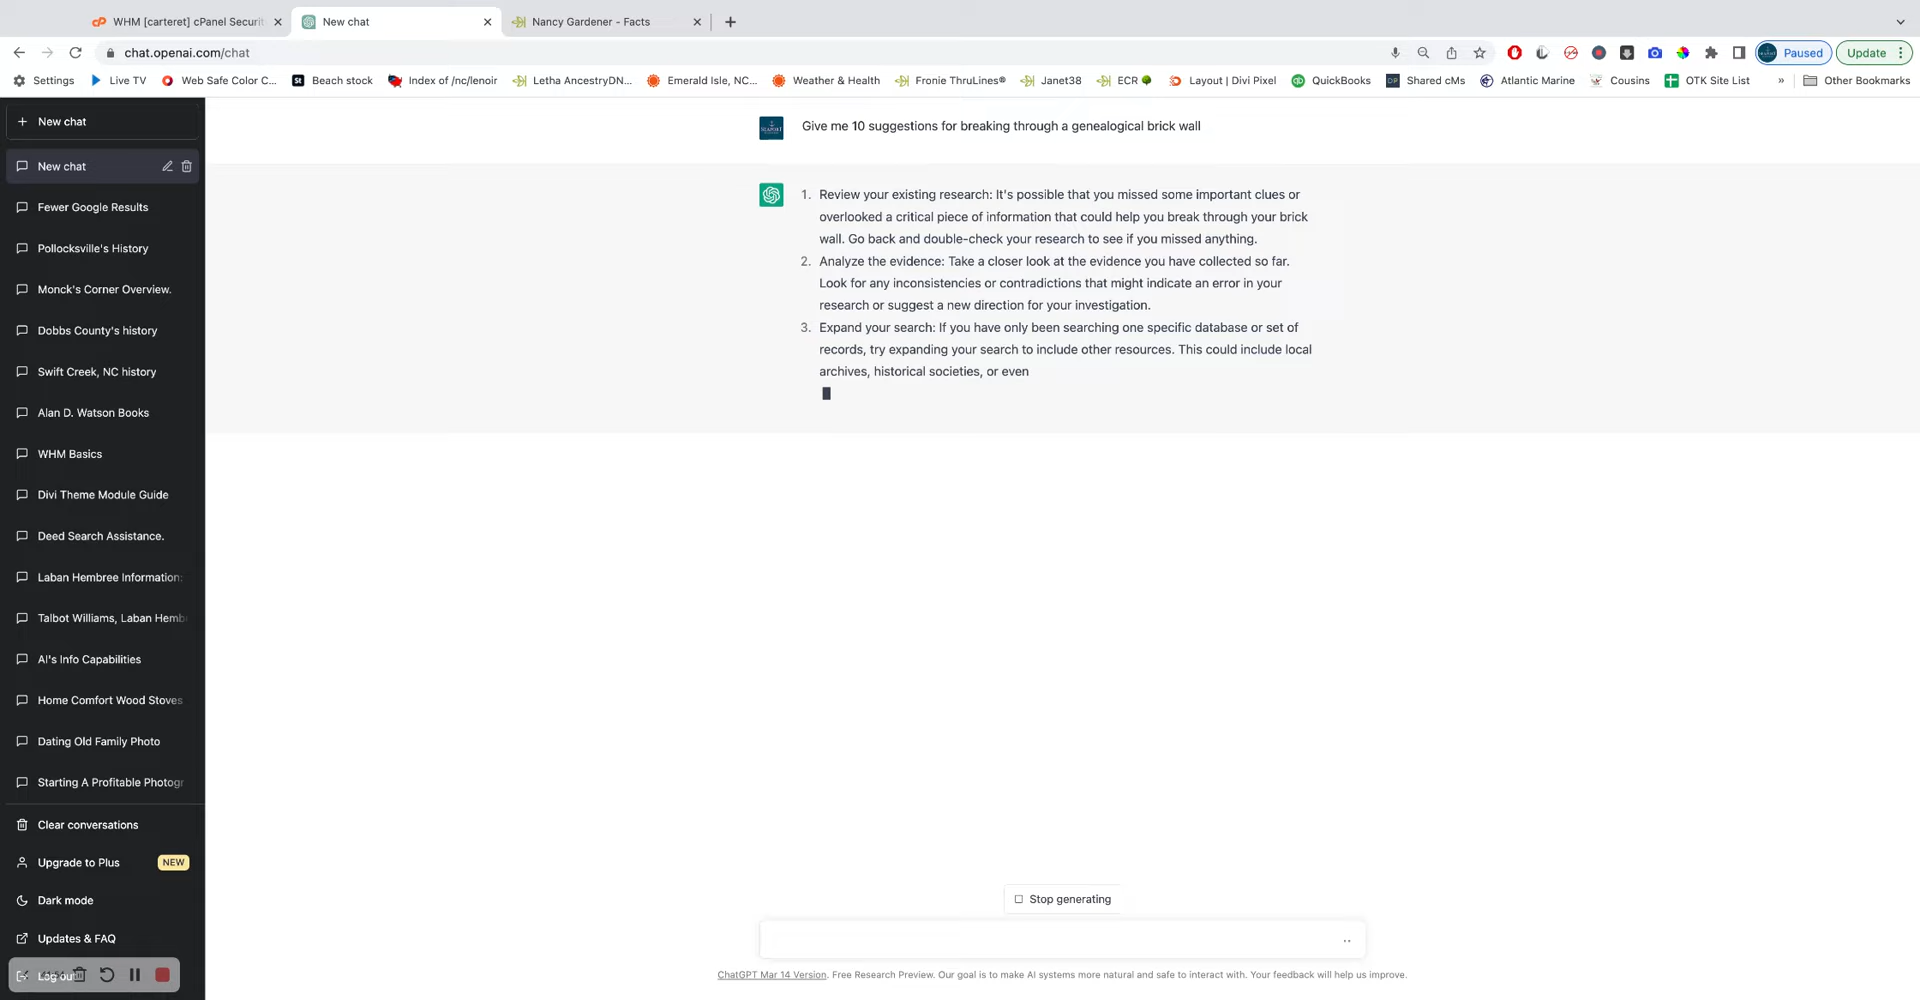 WHM [carteret] cPanel Securit
New chat
Nancy Gardener - Facts
chat.openai.com/chat
Paused
Update
Settings
Live TV
Web Safe Color C...
Beach stock
Index of /nc/lenoir
Letha AncestryDN...
Emerald Isle, NC...
Weather & Health
Fronie ThruLines®
Janet38
ECR
Layout | Divi Pixel
QuickBooks
Shared cMs
Atlantic Marine
Cousins
OTK Site List
»
Other Bookmarks
+ New chat
New chat
Fewer Google Results
Pollocksville's History
Monck's Corner Overview.
Dobbs County's history
Swift Creek, NC history
Alan D. Watson Books
WHM Basics
Divi Theme Module Guide
Deed Search Assistance.
Laban Hembree Information:
Talbot Williams, Laban Hemb
AI's Info Capabilities
Home Comfort Wood Stoves
Dating Old Family Photo
Starting A Profitable Photogr
Clear conversations
Upgrade to Plus NEW
Dark mode
Updates & FAQ
Log out
Give me 10 suggestions for breaking through a genealogical brick wall
1. Review your existing research: It's possible that you missed some important clues or
overlooked a critical piece of information that could help you break through your brick
wall. Go back and double-check your research to see if you missed anything.
2. Analyze the evidence: Take a closer look at the evidence you have collected so far.
Look for any inconsistencies or contradictions that might indicate an error in your
research or suggest a new direction for your investigation.
3. Expand your search: If you have only been searching one specific database or set of
records, try expanding your search to include other resources. This could include local
archives, historical societies, or even
Stop generating
ChatGPT Mar 14 Version. Free Research Preview. Our goal is to make AI systems more natural and safe to interact with. Your feedback will help us improve.